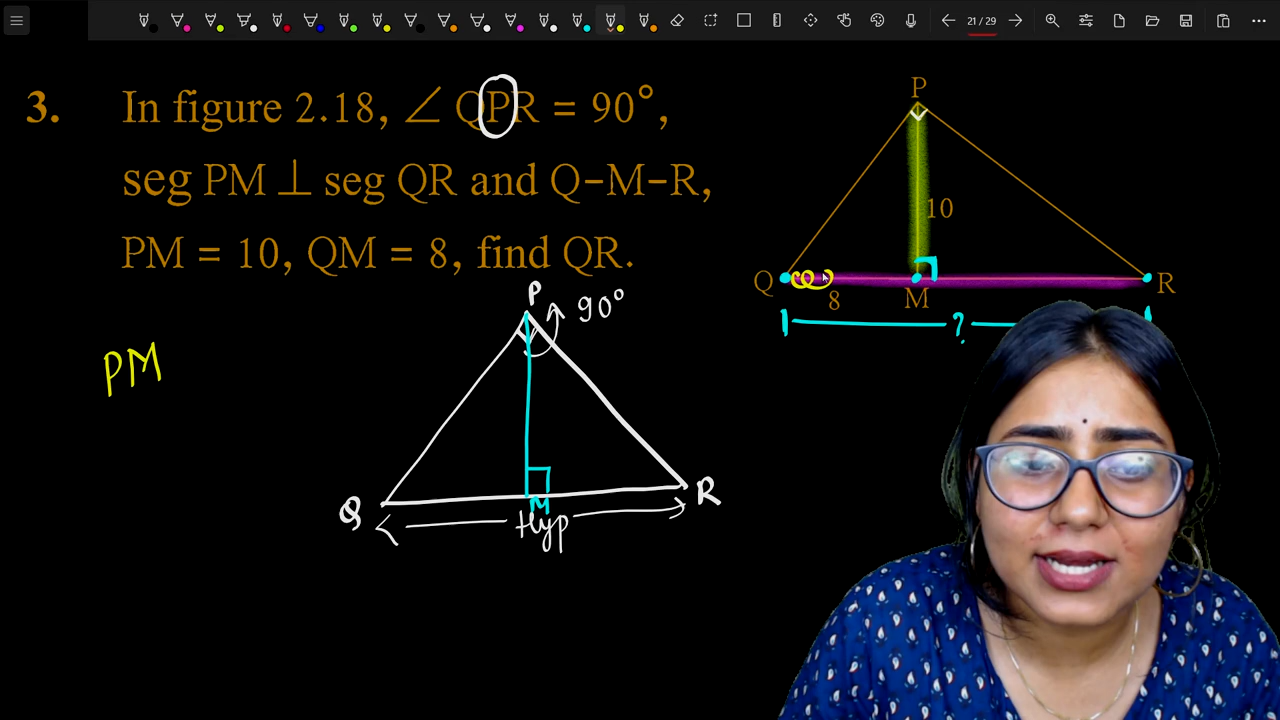 21 / 29
3. In figure 2.18, ∠ QPR = 90°,
seg PM ⊥ seg QR and Q-M-R,
PM = 10, QM = 8, find QR.
P
10
Q
8
M
R
?
P
90°
PM
Q
M
R
Hyp